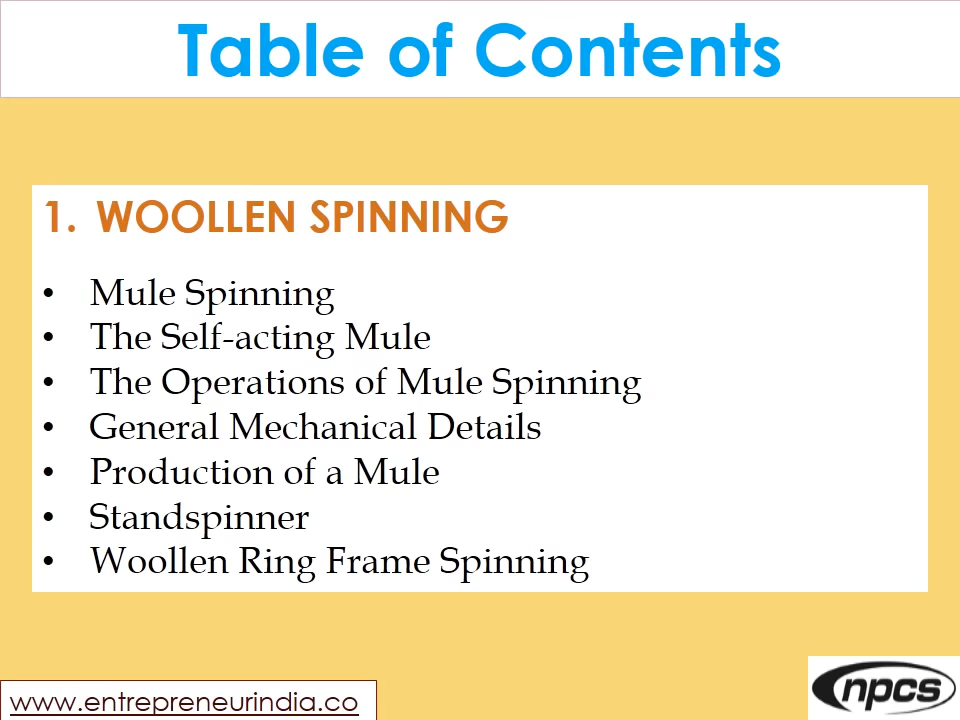 Table of Contents
1. WOOLLEN SPINNING
• Mule Spinning
• The Self-acting Mule
• The Operations of Mule Spinning
• General Mechanical Details
• Production of a Mule
• Standspinner
• Woollen Ring Frame Spinning
www.entrepreneurindia.co
npcs